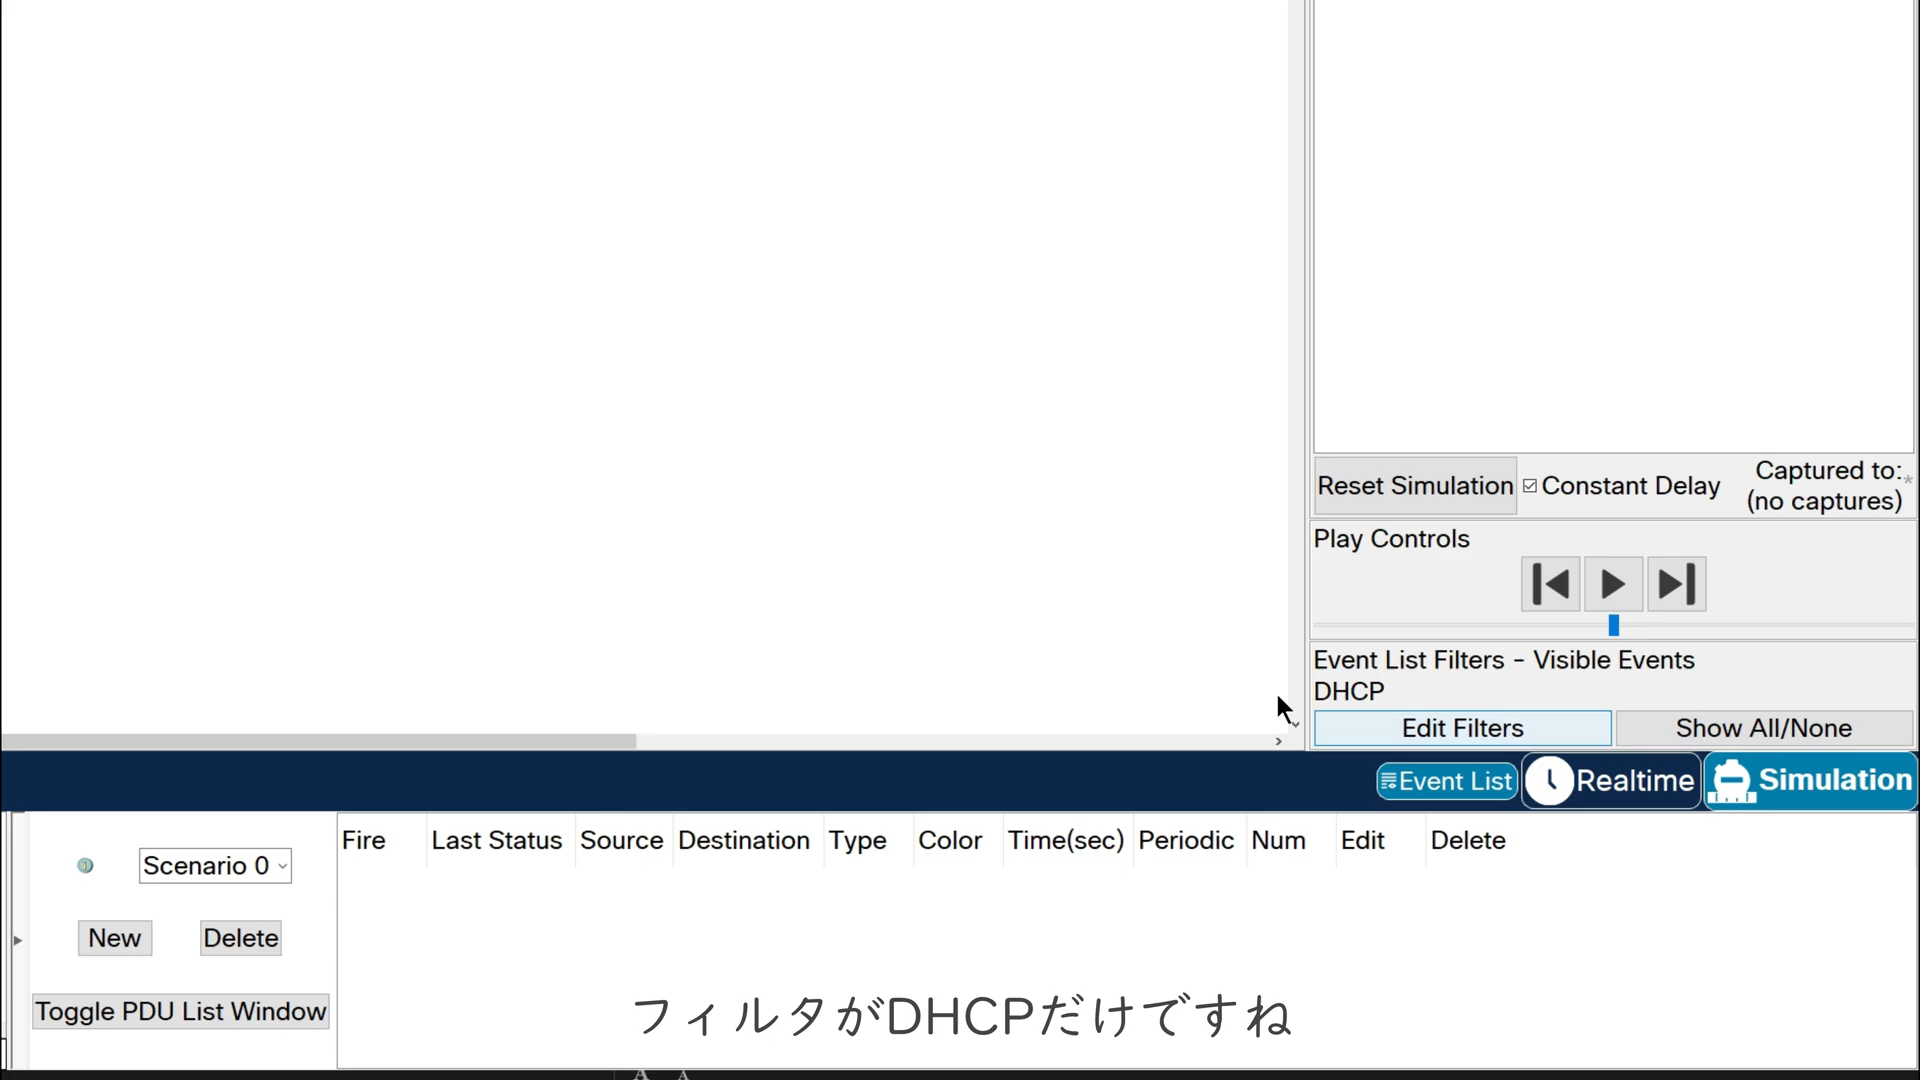 Reset Simulation Constant Delay Captured to:*
(no captures)
Play Controls
Event List Filters - Visible Events
DHCP
Edit Filters Show All/None
Event List Realtime Simulation
Fire Last Status Source Destination Type Color Time(sec) Periodic Num Edit Delete
Scenario 0
New Delete
Toggle PDU List Window
フィルタがDHCPだけですね